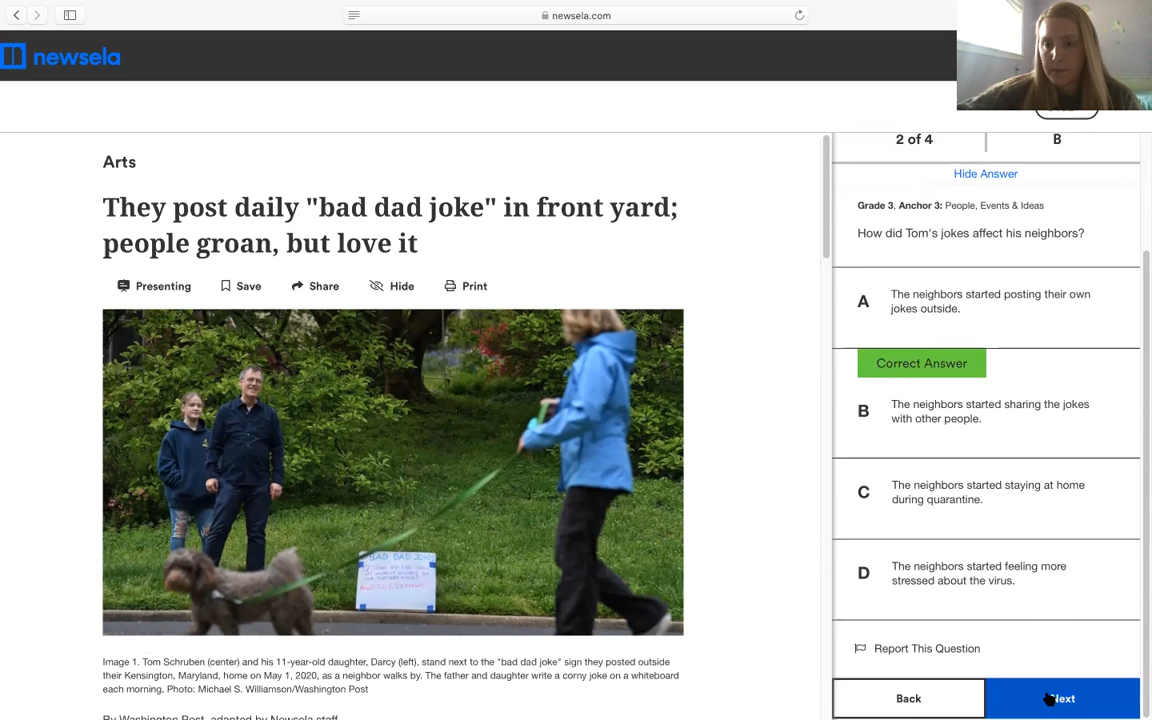 newsela.com
newsela
Arts
They post daily "bad dad joke" in front yard;
people groan, but love it
Presenting
Save
Share
Hide
Print
BAD DAD JOKE
Image 1. Tom Schruben (center) and his 11-year-old daughter, Darcy (left), stand next to the "bad dad joke" sign they posted outside
their Kensington, Maryland, home on May 1, 2020, as a neighbor walks by. The father and daughter write a corny joke on a whiteboard
each morning. Photo: Michael S. Williamson/Washington Post
By Washington Post, adapted by Newsela staff
2 of 4
B
Hide Answer
Grade 3, Anchor 3: People, Events & Ideas
How did Tom's jokes affect his neighbors?
A
The neighbors started posting their own
jokes outside.
Correct Answer
B
The neighbors started sharing the jokes
with other people.
C
The neighbors started staying at home
during quarantine.
D
The neighbors started feeling more
stressed about the virus.
Report This Question
Back
Next